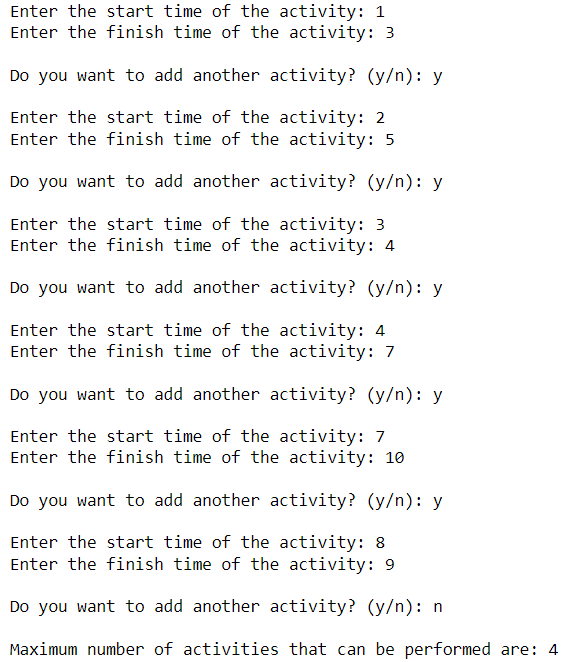 Enter the start time of the activity: 1
Enter the finish time of the activity: 3
Do you want to add another activity? (y/n): y
Enter the start time of the activity: 2
Enter the finish time of the activity: 5
Do you want to add another activity? (y/n): y
Enter the start time of the activity: 3
Enter the finish time of the activity: 4
Do you want to add another activity? (y/n): y
Enter the start time of the activity: 4
Enter the finish time of the activity: 7
Do you want to add another activity? (y/n): y
Enter the start time of the activity: 7
Enter the finish time of the activity: 10
Do you want to add another activity? (y/n): y
Enter the start time of the activity: 8
Enter the finish time of the activity: 9
Do you want to add another activity? (y/n): n
Maximum number of activities that can be performed are: 4